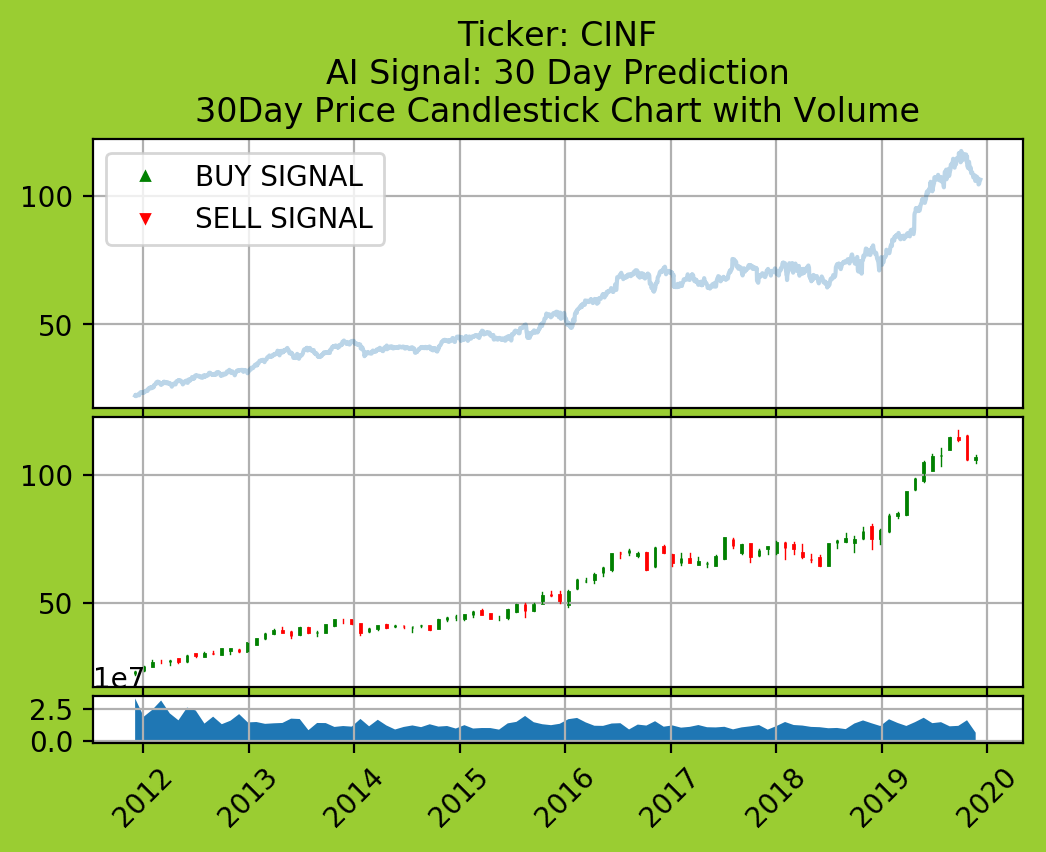 Ticker: CINF
AI Signal: 30 Day Prediction
30Day Price Candlestick Chart with Volume
BUY SIGNAL
SELL SIGNAL
100
50
100
50
1e7
2.5
0.0
2012
2013
2014
2015
2016
2017
2018
2019
2020